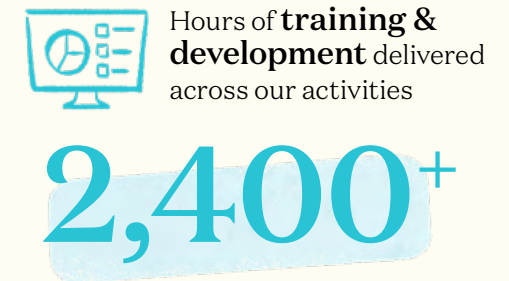 Hours of training &
development delivered
across our activities
2,400+